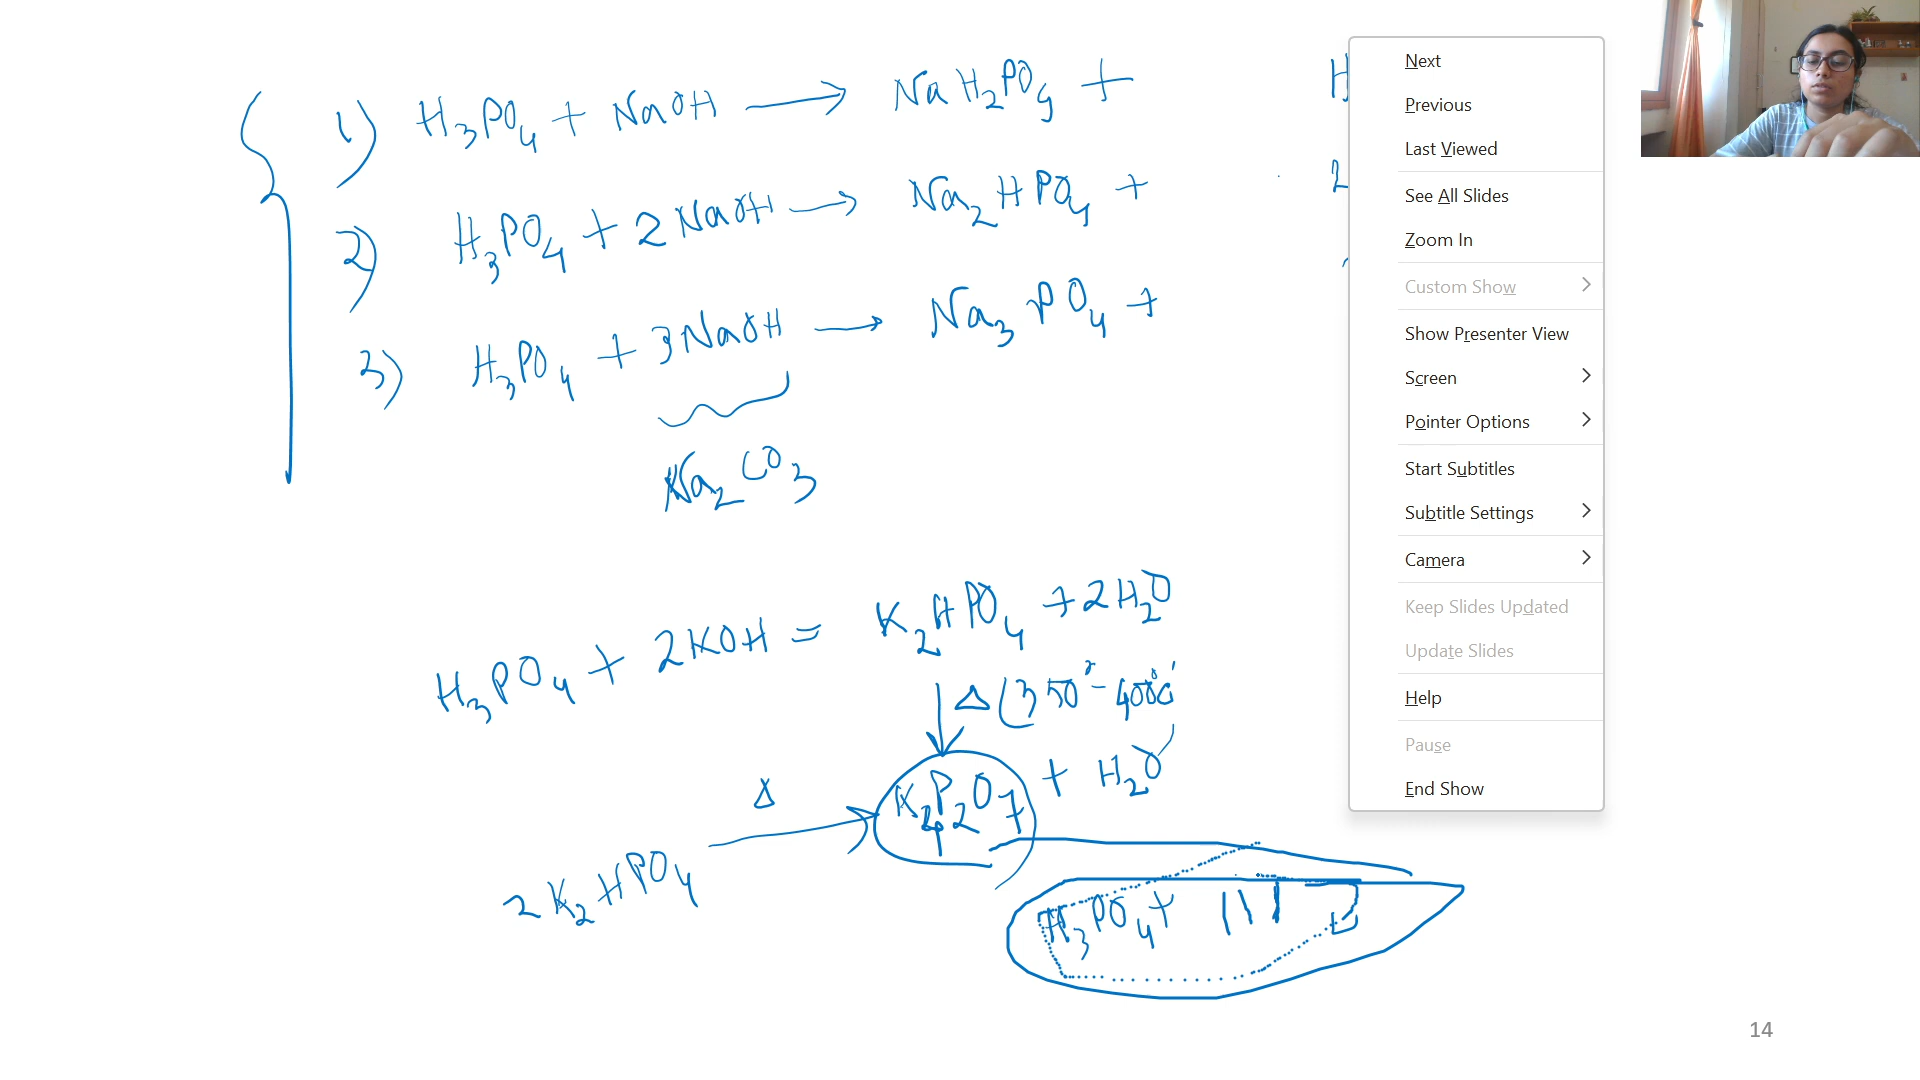 1) H₃PO₄ + NaOH → NaH₂PO₄ + H
2) H₃PO₄ + 2NaOH → Na₂HPO₄ + 2
3) H₃PO₄ + 3NaOH → Na₃PO₄ +
Na₂CO₃
H₃PO₄ + 2KOH = K₂HPO₄ + 2H₂O
Δ (350° - 400°C
2K₂HPO₄ Δ → K₄P₂O₇ + H₂O
H₃PO₄ +
Next
Previous
Last Viewed
See All Slides
Zoom In
Custom Show
Show Presenter View
Screen
Pointer Options
Start Subtitles
Subtitle Settings
Camera
Keep Slides Updated
Update Slides
Help
Pause
End Show
14